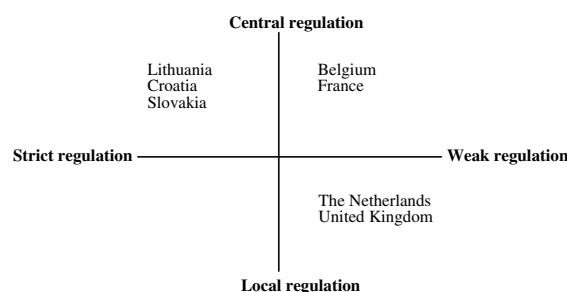 Central regulation
Lithuania
Croatia
Slovakia
Belgium
France
Strict regulation
Weak regulation
The Netherlands
United Kingdom
Local regulation